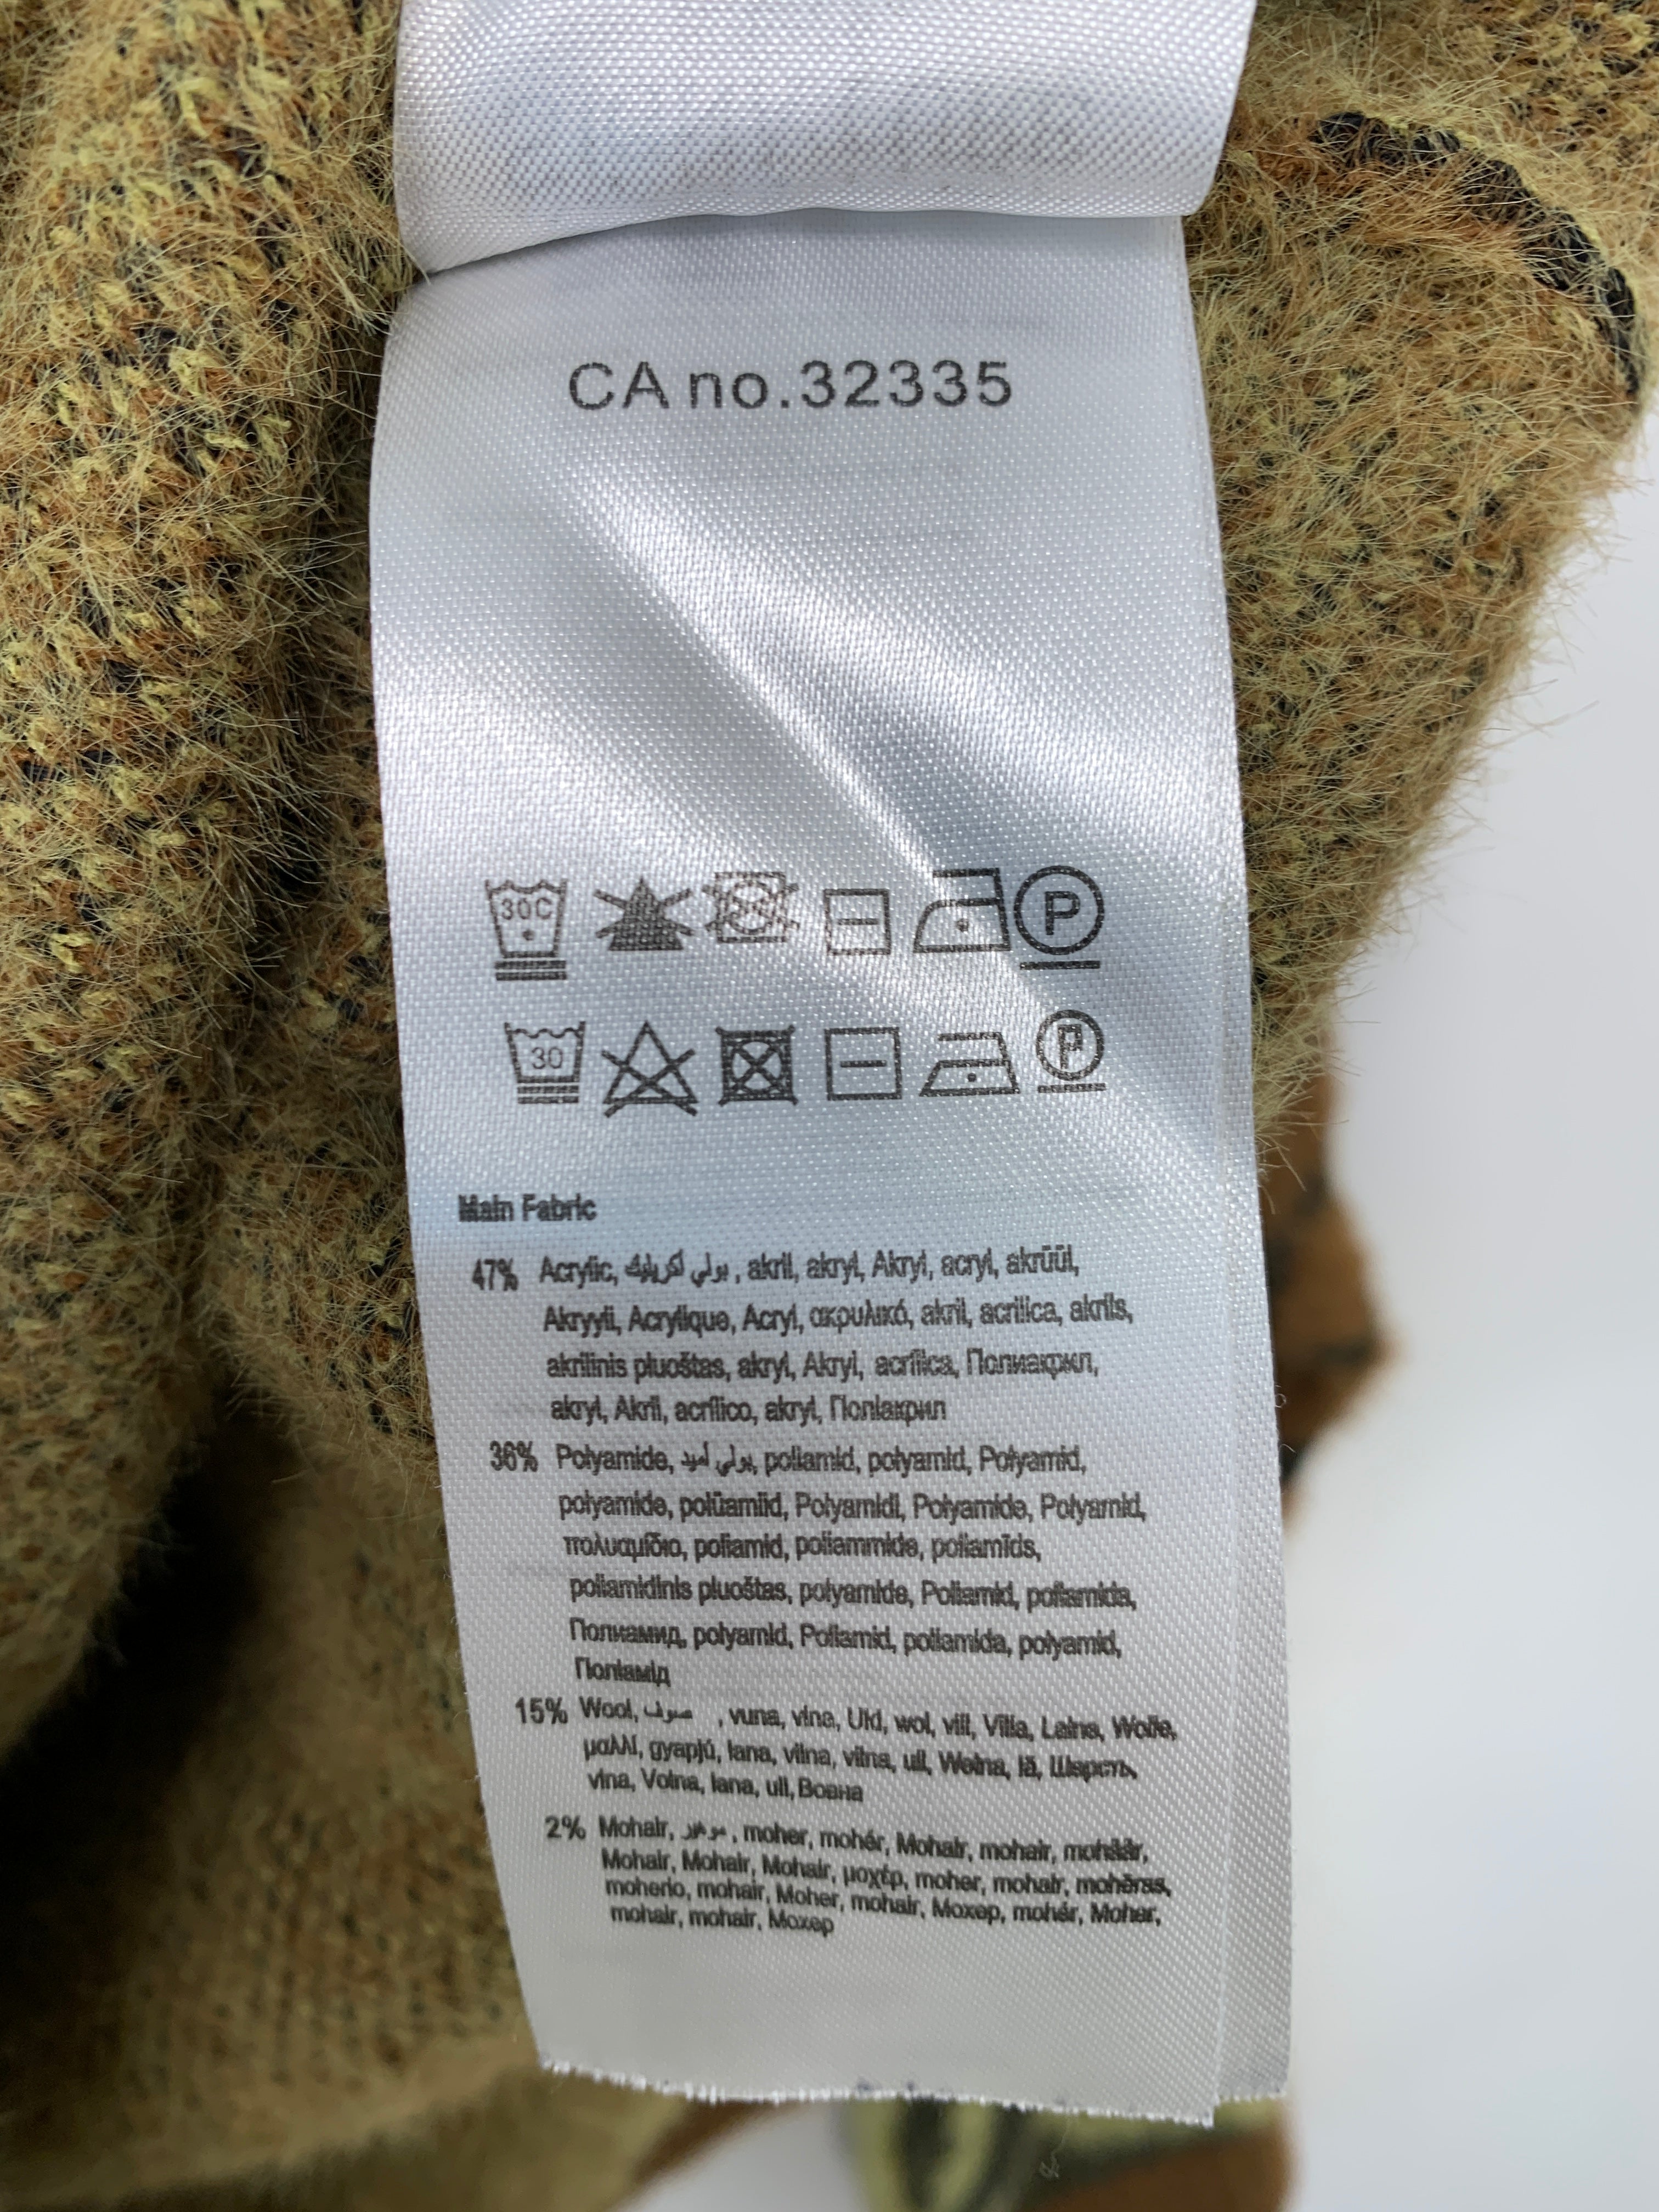 CA no.32335
30C P
30 P
Main Fabric
47% Acrylic, بولي اكريليك, akril, akryl, Akryl, acryl, akrüül,
Akryyli, Acrylique, Acryl, ακρυλικό, akril, acrilica, akrils,
akrilinis pluoštas, akryl, Akryl, acrílica, Полиакрил,
akryl, Akril, acrílico, akryl, Поліакрил
36% Polyamide, بولي أميد, poliamid, polyamid, Polyamid,
polyamide, polüamiid, Polyamidi, Polyamide, Polyamid,
πολυαμίδιο, poliamid, poliammide, poliamīds,
poliamidinis pluoštas, polyamide, Poliamid, poliamida,
Полиамид, polyamid, Poliamid, poliamida, polyamid,
Поліамід
15% Wool, صوف , vuna, vlna, Uld, wol, vill, Villa, Laine, Wolle,
μαλλί, gyapjú, lana, vilna, vilna, ull, Wełna, lã, Шерсть,
vlna, Volna, lana, ull, Вовна
2% Mohair, موهير, moher, mohér, Mohair, mohair, mohäär,
Mohair, Mohair, Mohair, μοχέρ, moher, mohair, mohēras,
moherio, mohair, Moher, mohair, Мохер, mohér, Moher,
mohair, mohair, Мохер